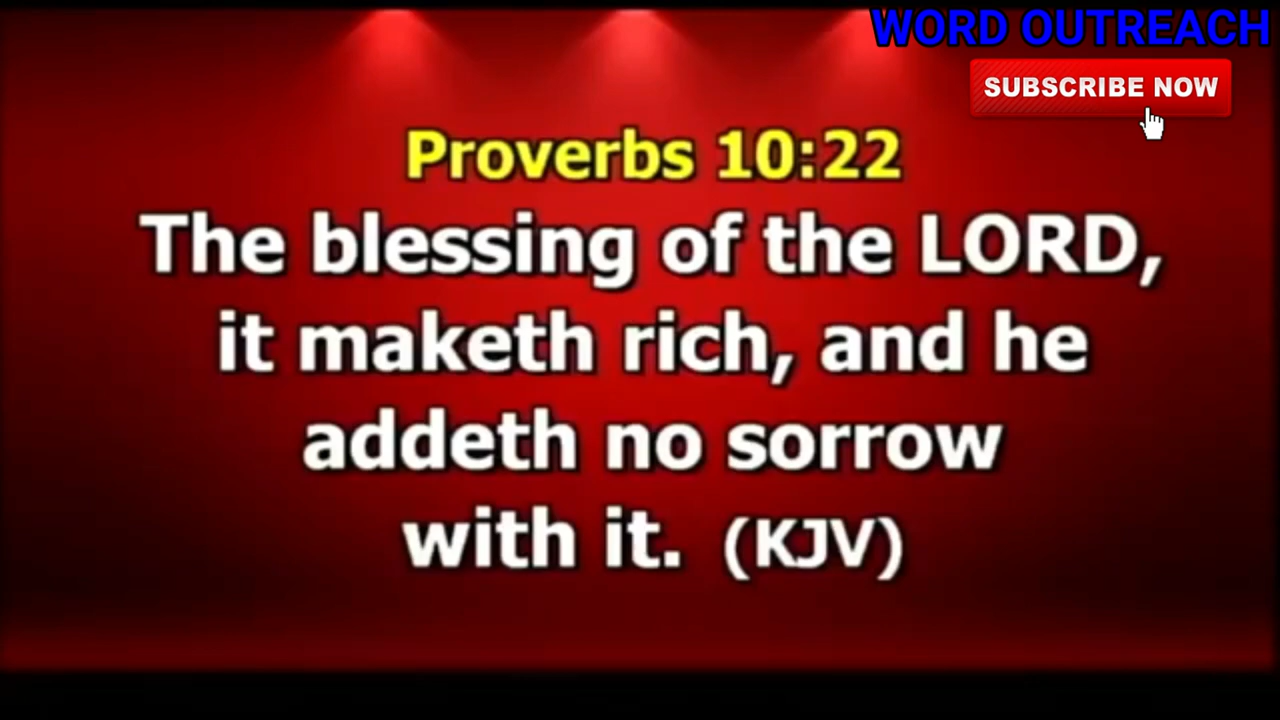 WORD OUTREACH
SUBSCRIBE NOW
Proverbs 10:22
The blessing of the LORD,
it maketh rich, and he
addeth no sorrow
with it. (KJV)